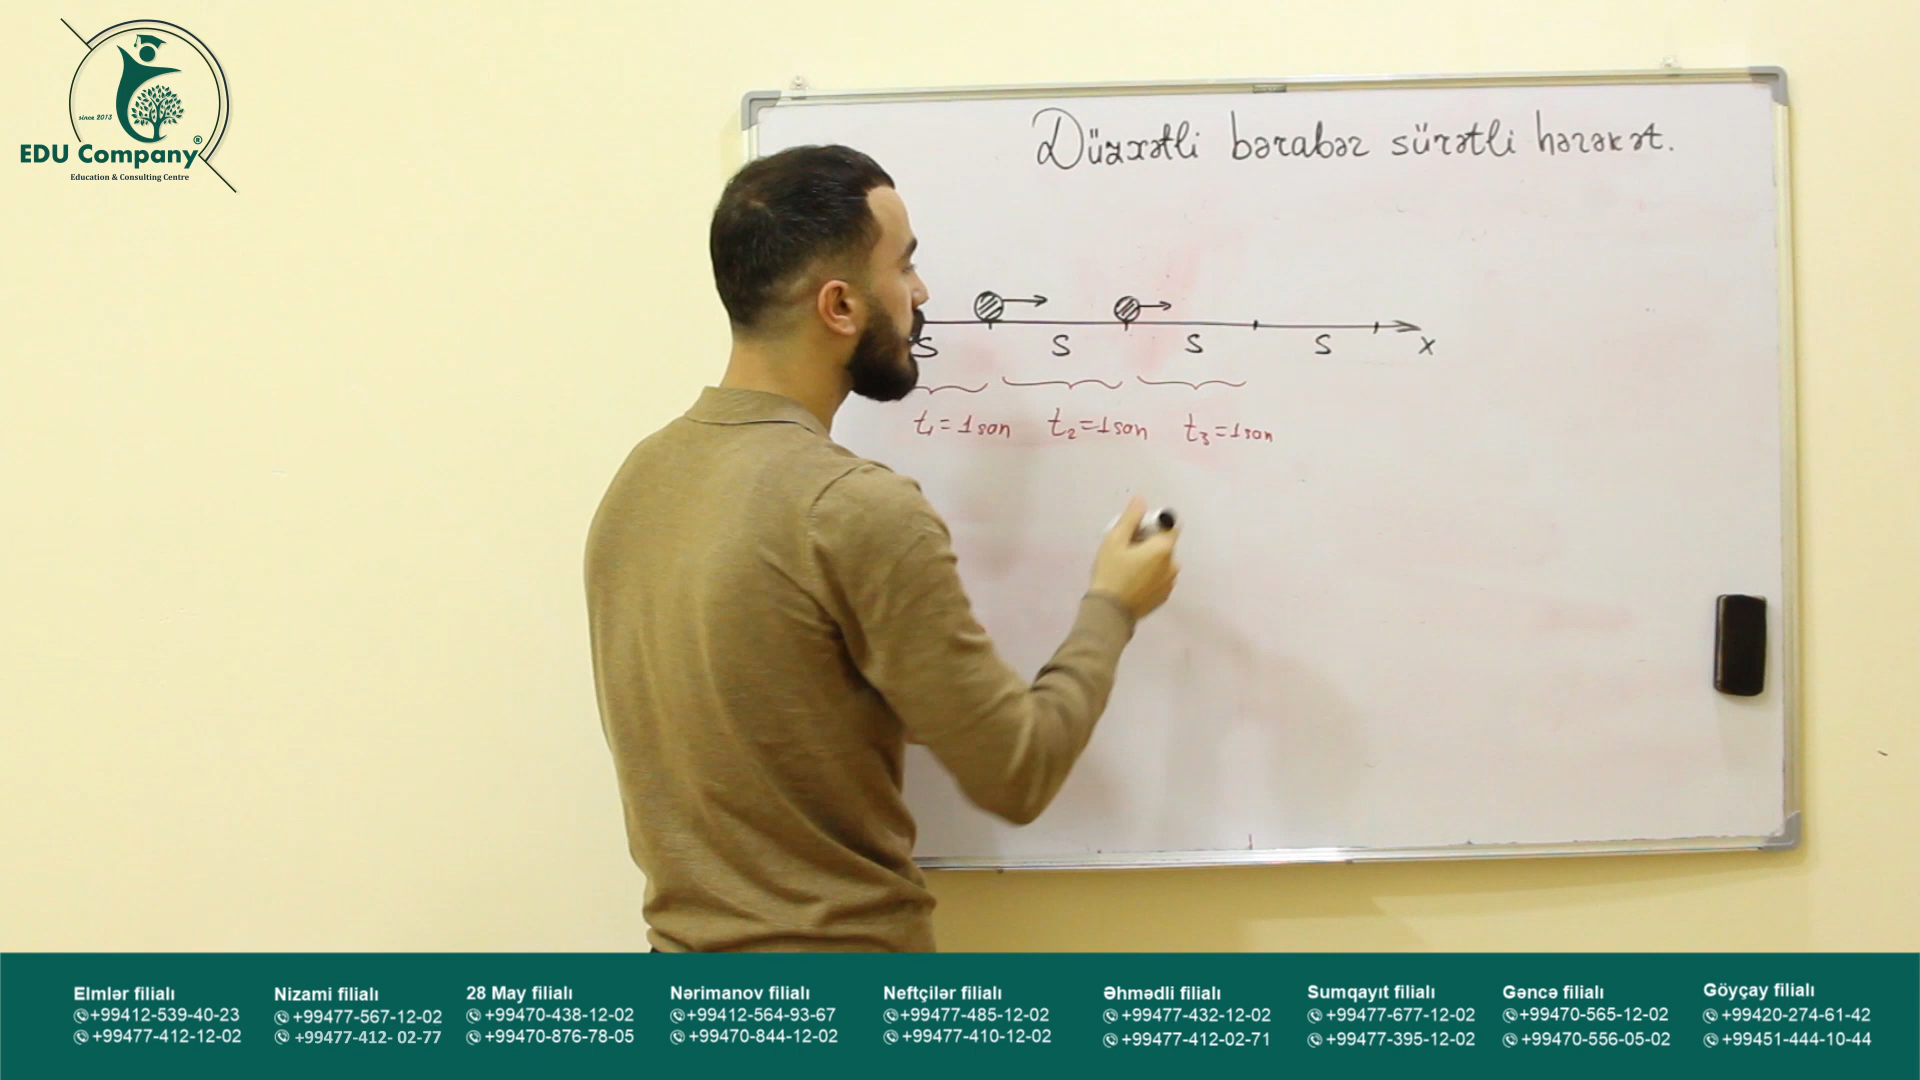 since 2013
EDU Company®
Education & Consulting Centre
Düzxətli bərabər sürətli hərəkət.
S S S S X
t₁=1san t₂=1san t₃=1san
Elmlər filialı
+99412-539-40-23
+99477-412-12-02
Nizami filialı
+99477-567-12-02
+99477-412- 02-77
28 May filialı
+99470-438-12-02
+99470-876-78-05
Nərimanov filialı
+99412-564-93-67
+99470-844-12-02
Neftçilər filialı
+99477-485-12-02
+99477-410-12-02
Əhmədli filialı
+99477-432-12-02
+99477-412-02-71
Sumqayıt filialı
+99477-677-12-02
+99477-395-12-02
Gəncə filialı
+99470-565-12-02
+99470-556-05-02
Göyçay filialı
+99420-274-61-42
+99451-444-10-44